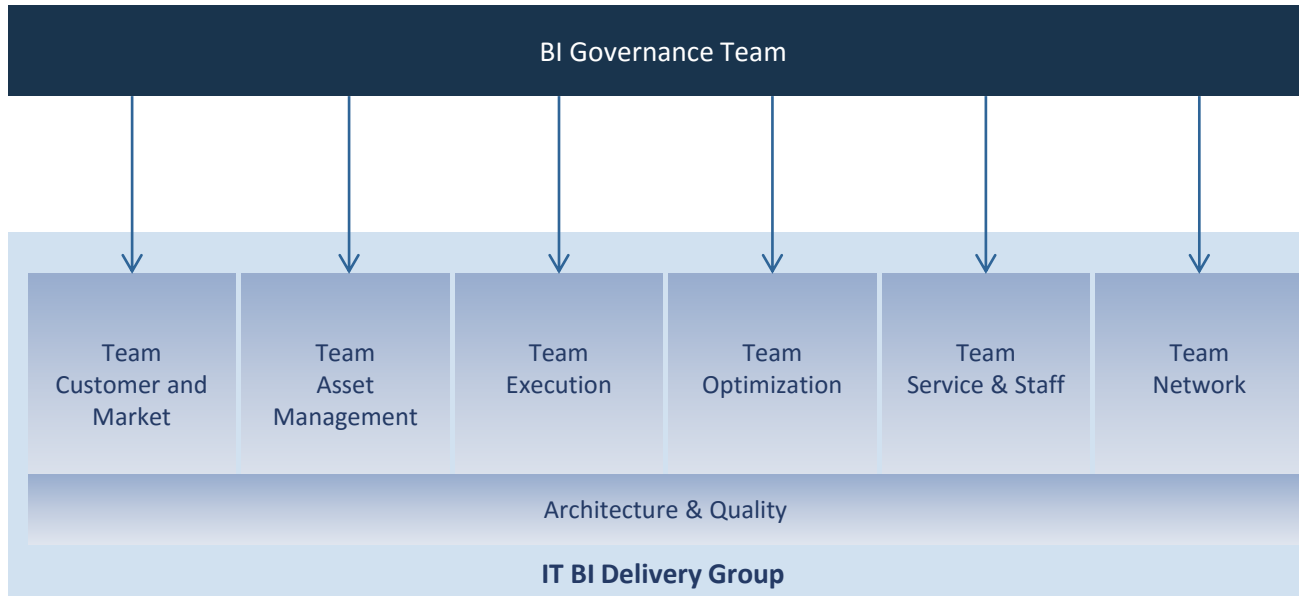 BI Governance Team
Team
Customer and
Market
Team
Asset
Management
Team
Execution
Team
Optimization
Team
Service & Staff
Team
Network
Architecture & Quality
IT BI Delivery Group